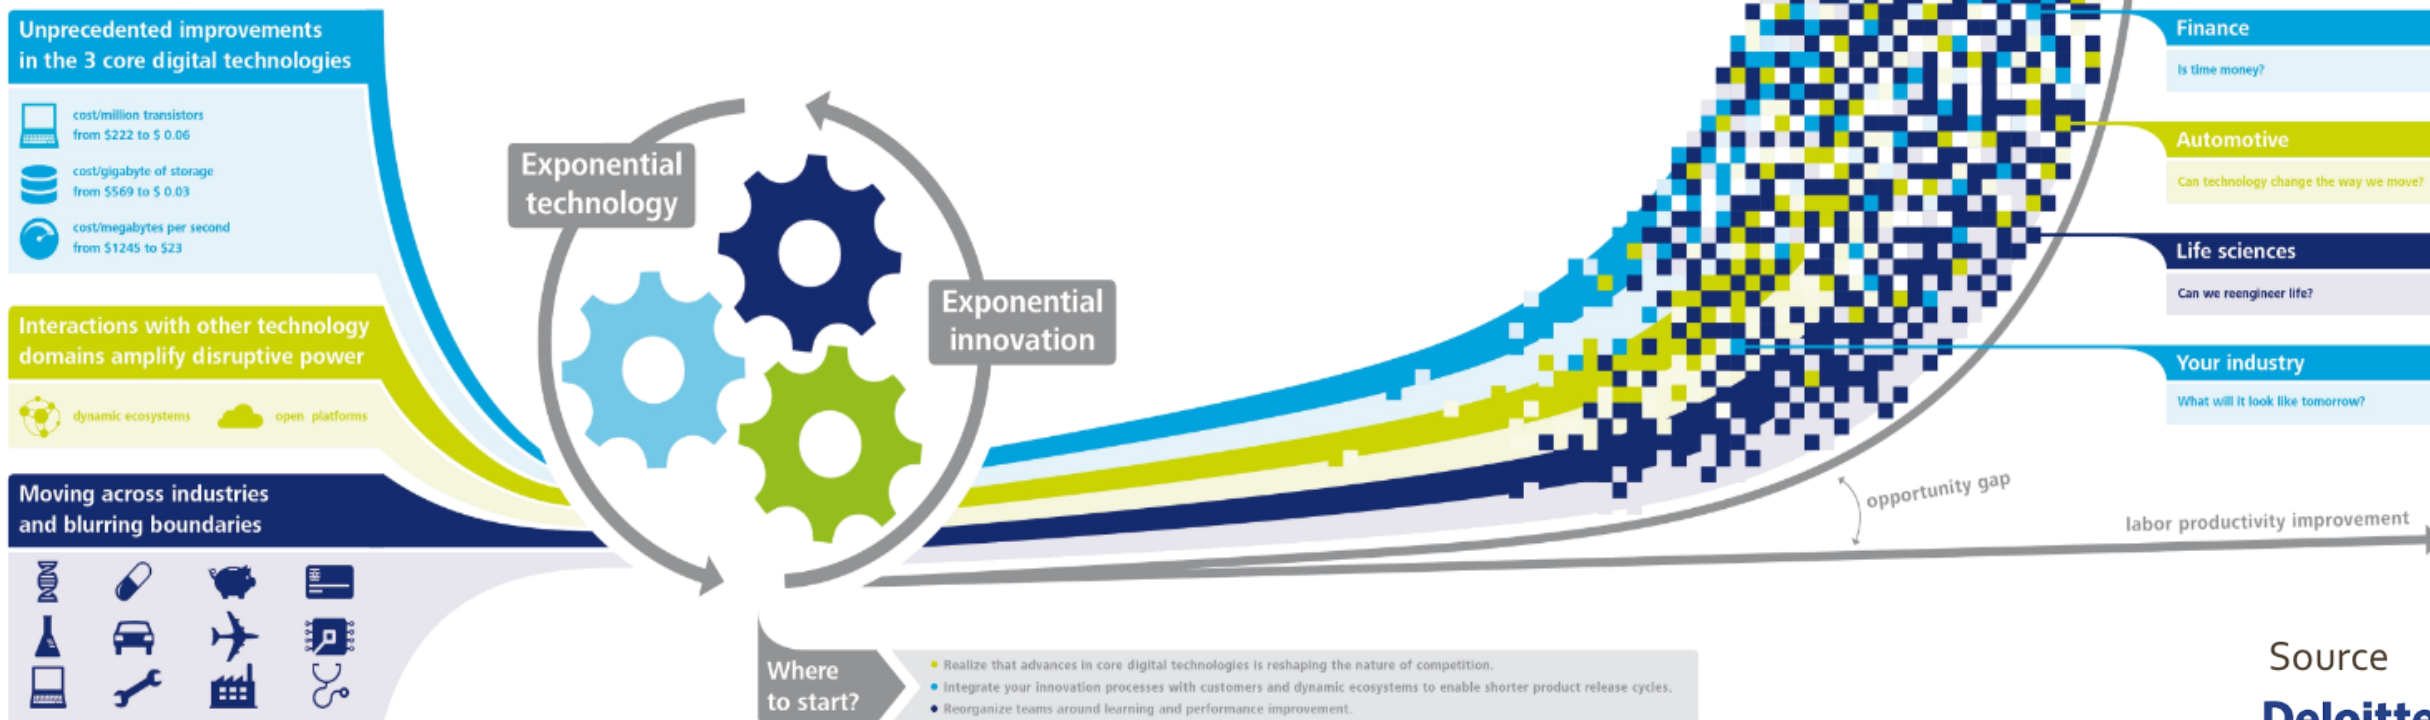 Unprecedented improvements
in the 3 core digital technologies
cost/million transistors
from $222 to $ 0.06
cost/gigabyte of storage
from $569 to $ 0.03
cost/megabytes per second
from $1245 to $23
Interactions with other technology
domains amplify disruptive power
dynamic ecosystems
open platforms
Moving across industries
and blurring boundaries
Exponential
technology
Exponential
innovation
Finance
Is time money?
Automotive
Can technology change the way we move?
Life sciences
Can we reengineer life?
Your industry
What will it look like tomorrow?
opportunity gap
labor productivity improvement
Where
to start?
• Realize that advances in core digital technologies is reshaping the nature of competition.
• Integrate your innovation processes with customers and dynamic ecosystems to enable shorter product release cycles.
• Reorganize teams around learning and performance improvement.
Source
Deloitte